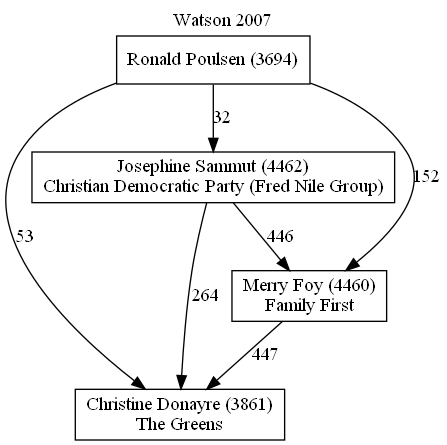 Watson 2007
Ronald Poulsen (3694)
32
Josephine Sammut (4462)
Christian Democratic Party (Fred Nile Group)
152
53
446
264
Merry Foy (4460)
Family First
447
Christine Donayre (3861)
The Greens